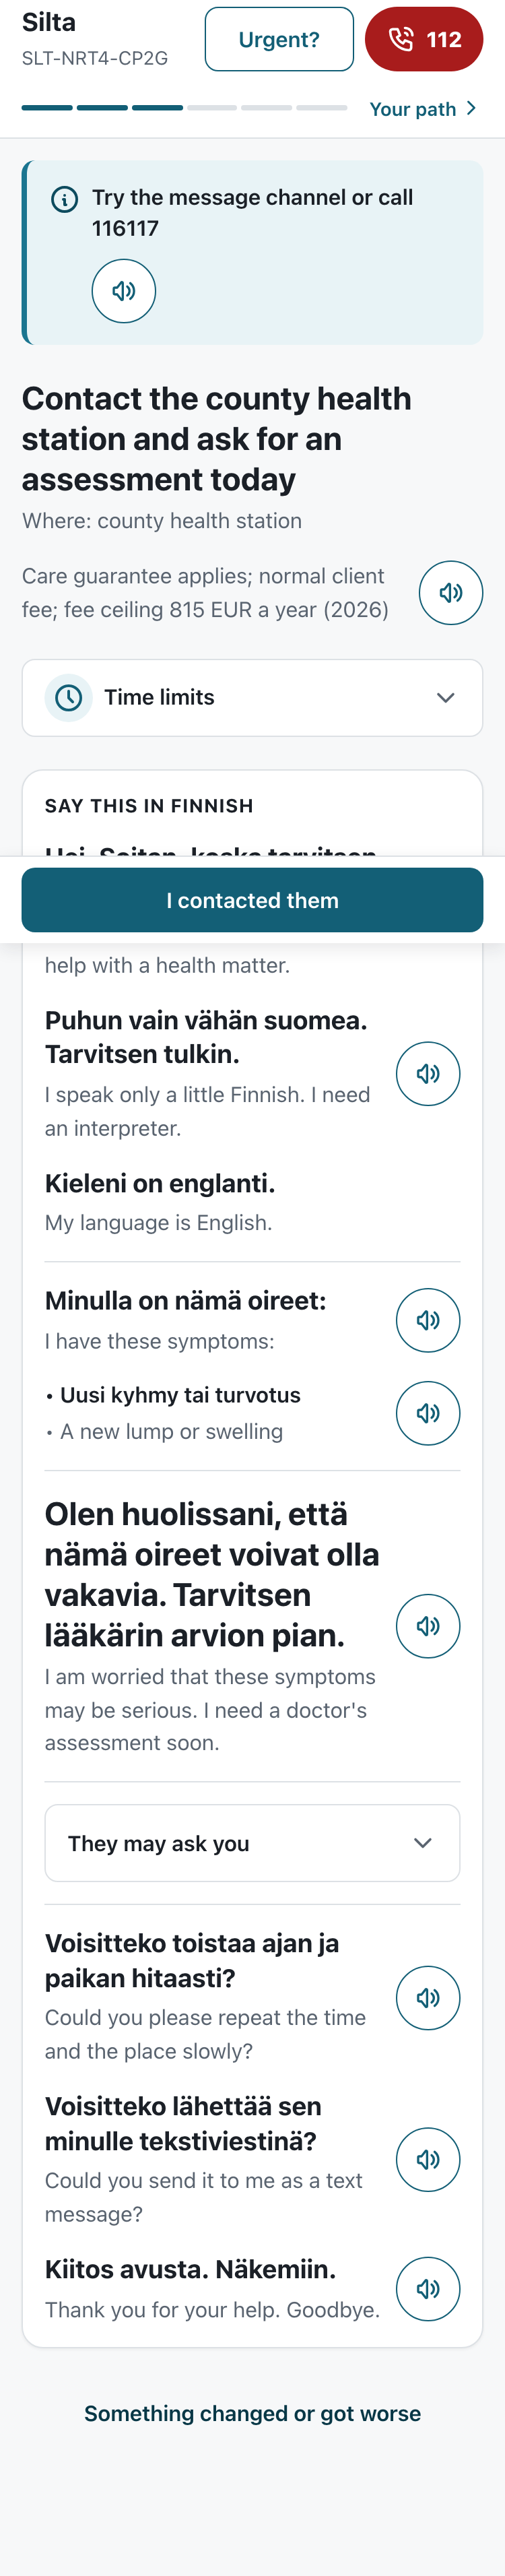 Silta
SLT-NRT4-CP2G
Urgent?
112
Your path
Try the message channel or call
116117
Contact the county health
station and ask for an
assessment today
Where: county health station
Care guarantee applies; normal client
fee; fee ceiling 815 EUR a year (2026)
Time limits
SAY THIS IN FINNISH
Hei. Soitan, koska tarvitsen
I contacted them
help with a health matter.
Puhun vain vähän suomea.
Tarvitsen tulkin.
I speak only a little Finnish. I need
an interpreter.
Kieleni on englanti.
My language is English.
Minulla on nämä oireet:
I have these symptoms:
• Uusi kyhmy tai turvotus
• A new lump or swelling
Olen huolissani, että
nämä oireet voivat olla
vakavia. Tarvitsen
lääkärin arvion pian.
I am worried that these symptoms
may be serious. I need a doctor's
assessment soon.
They may ask you
Voisitteko toistaa ajan ja
paikan hitaasti?
Could you please repeat the time
and the place slowly?
Voisitteko lähettää sen
minulle tekstiviestinä?
Could you send it to me as a text
message?
Kiitos avusta. Näkemiin.
Thank you for your help. Goodbye.
Something changed or got worse